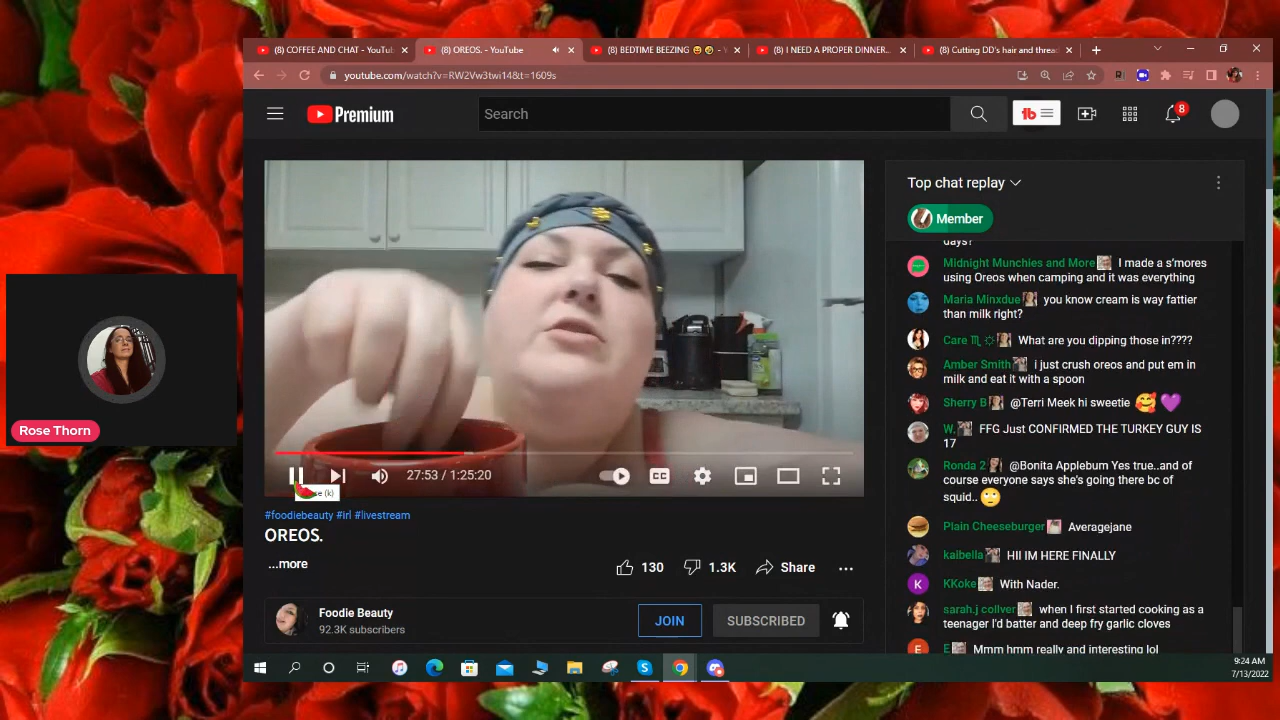 (8) COFFEE AND CHAT - YouTub
(8) OREOS. - YouTube
(8) BEDTIME BEEZING
(8) I NEED A PROPER DINNER...
(8) Cutting DD's hair and thread
youtube.com/watch?v=RW2Vw3twi14&t=1609s
Premium
Search
8
Top chat replay
Member
days?
Midnight Munchies and More I made a s'mores
using Oreos when camping and it was everything
Maria Minxdue you know cream is way fattier
than milk right?
Care What are you dipping those in????
Amber Smith i just crush oreos and put em in
milk and eat it with a spoon
Sherry B @Terri Meek hi sweetie 🥰 💜
W. FFG Just CONFIRMED THE TURKEY GUY IS
17
Ronda 2 @Bonita Applebum Yes true..and of
course everyone says she's going there bc of
squid.. 🙄
Plain Cheeseburger Averagejane
kalbella HII IM HERE FINALLY
KKoke With Nader.
sarah.j collver when I first started cooking as a
teenager I'd batter and deep fry garlic cloves
E Mmm hmm really and interesting lol
Rose Thorn
27:53 / 1:25:20
CC
(k)
#foodiebeauty #irl #livestream
OREOS.
...more
130
1.3K
Share
Foodie Beauty
92.3K subscribers
JOIN
SUBSCRIBED
9:24 AM
7/13/2022